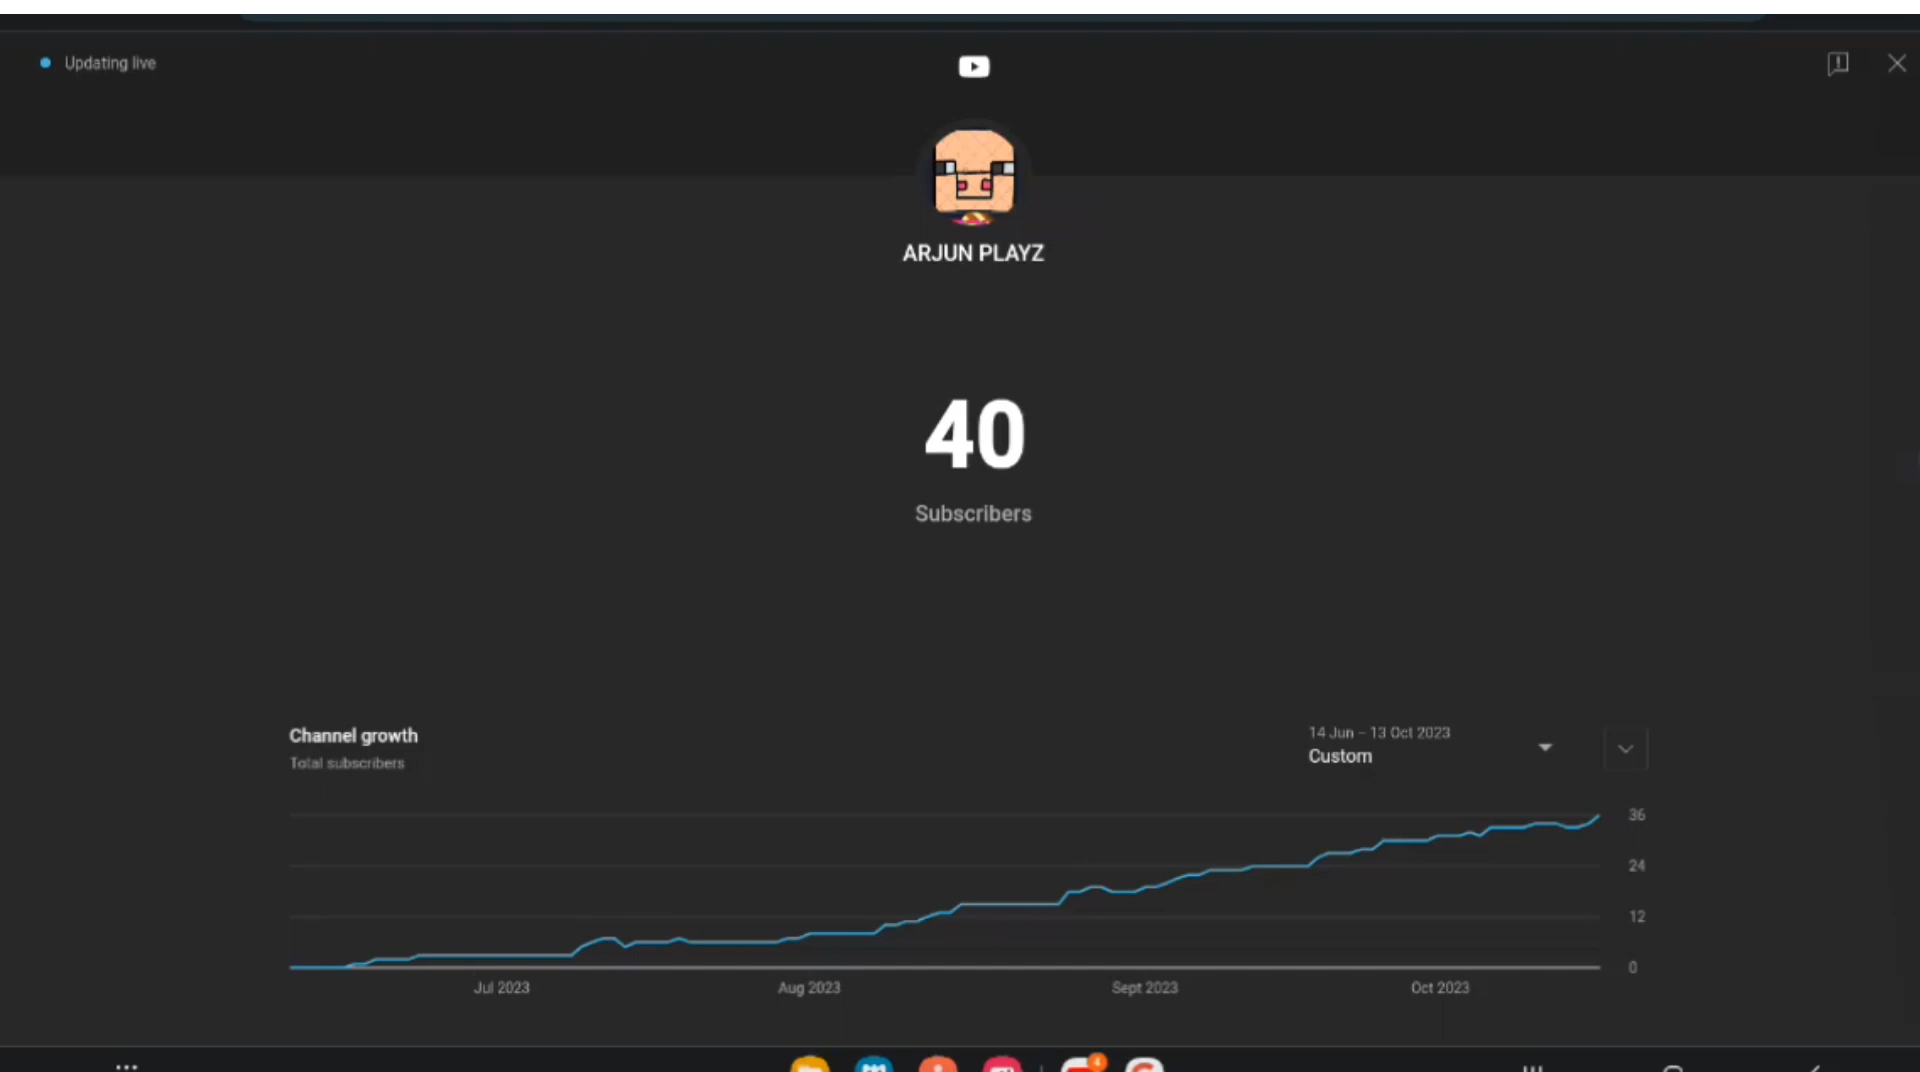 Updating live
ARJUN PLAYZ
40
Subscribers
Channel growth
Total subscribers
14 Jun – 13 Oct 2023
Custom
36
24
12
0
Jul 2023
Aug 2023
Sept 2023
Oct 2023
4